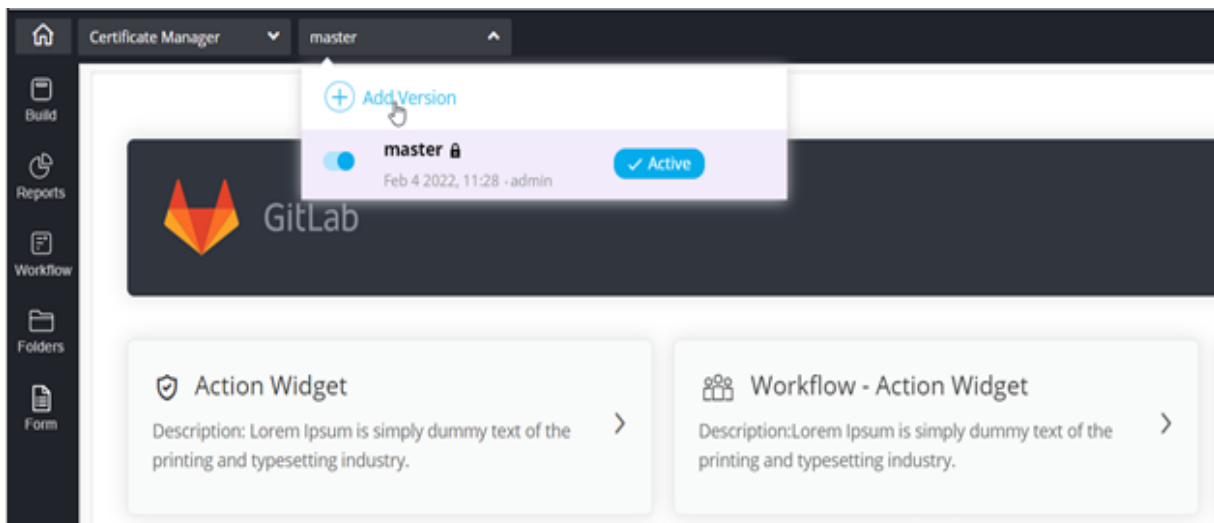 Certificate Manager master
Add Version
Build
master
Active
Feb 4 2022, 11:28 - admin
Reports
GitLab
Workflow
Folders
Action Widget
Workflow - Action Widget
Form
Description: Lorem Ipsum is simply dummy text of the
printing and typesetting industry.
Description:Lorem Ipsum is simply dummy text of the
printing and typesetting industry.